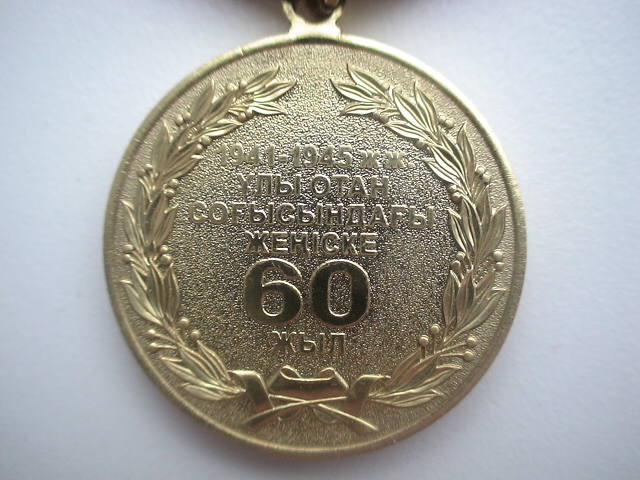 1941-1945 ж.ж.
ҰЛЫ ОТАН
СОҒЫСЫНДАҒЫ
ЖЕҢІСКЕ
60
ЖЫЛ